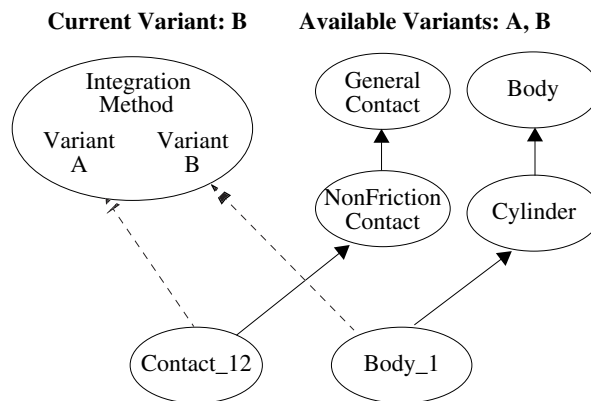 Current Variant: B    Available Variants: A, B
Integration
Method
Variant
A
Variant
B
General
Contact
Body
NonFriction
Contact
Cylinder
Contact_12
Body_1